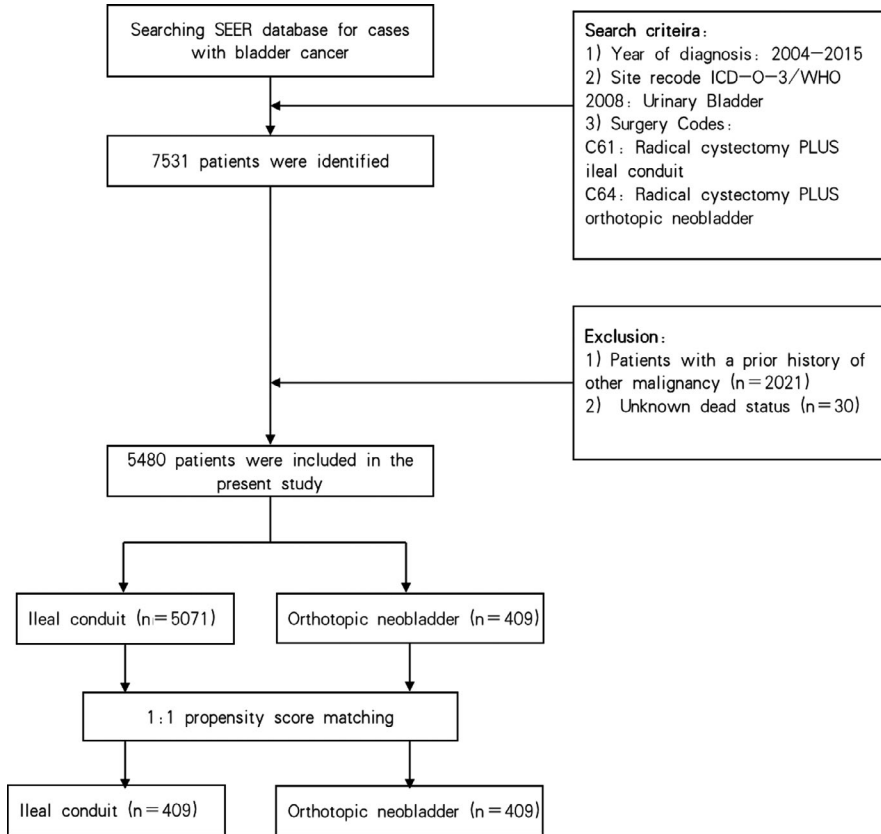 Searching SEER database for cases
with bladder cancer
Search criteira:
1) Year of diagnosis: 2004–2015
2) Site recode ICD–O–3/WHO
2008: Urinary Bladder
3) Surgery Codes:
C61: Radical cystectomy PLUS
ileal conduit
C64: Radical cystectomy PLUS
orthotopic neobladder
7531 patients were identified
Exclusion:
1) Patients with a prior history of
other malignancy (n=2021)
2) Unknown dead status (n=30)
5480 patients were included in the
present study
Ileal conduit (n=5071)
Orthotopic neobladder (n=409)
1:1 propensity score matching
Ileal conduit (n=409)
Orthotopic neobladder (n=409)